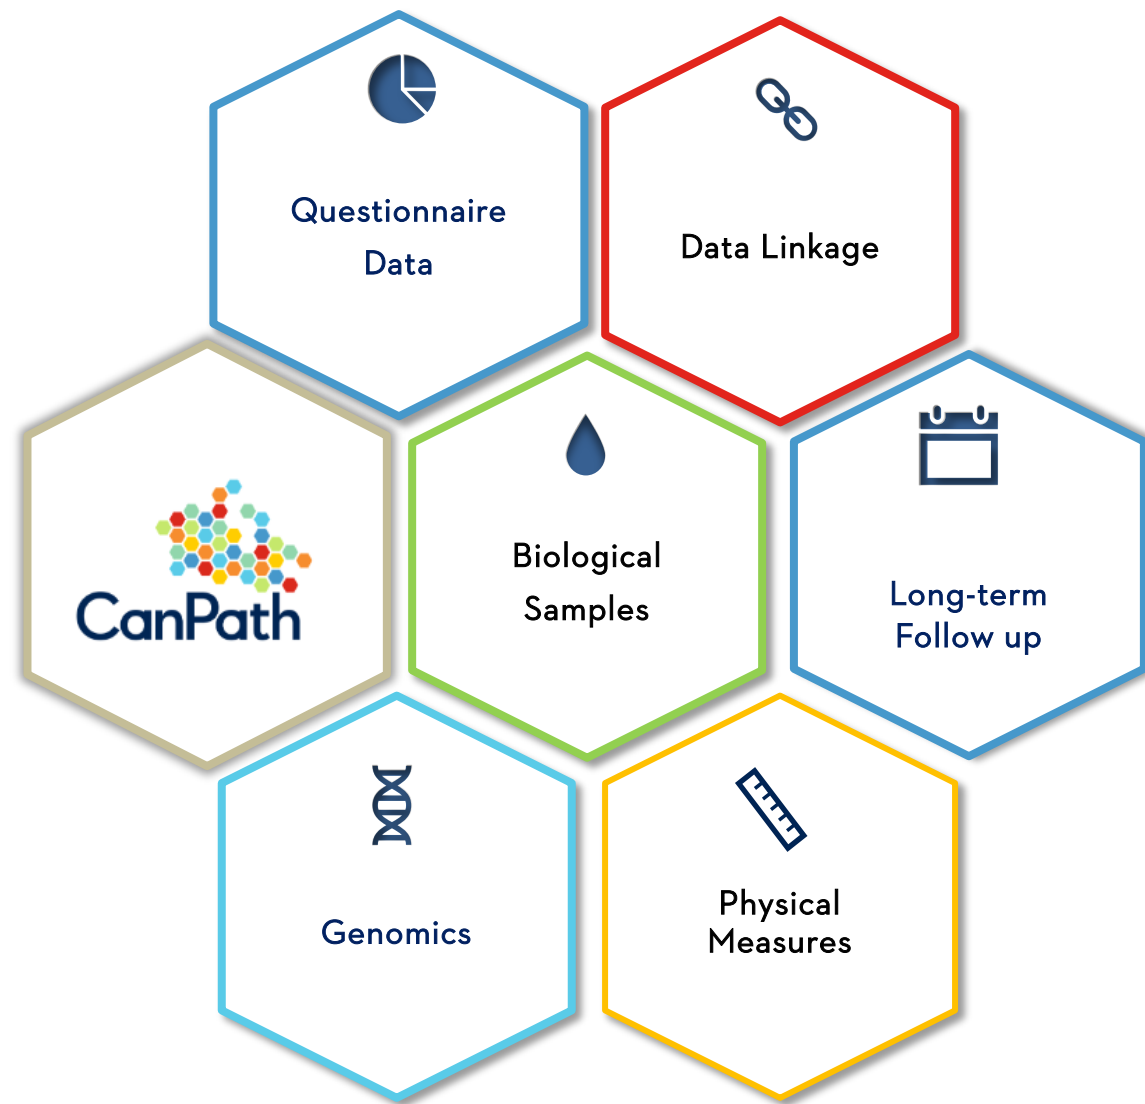 Questionnaire
Data
Data Linkage
CanPath
Biological
Samples
Long-term
Follow up
Genomics
Physical
Measures